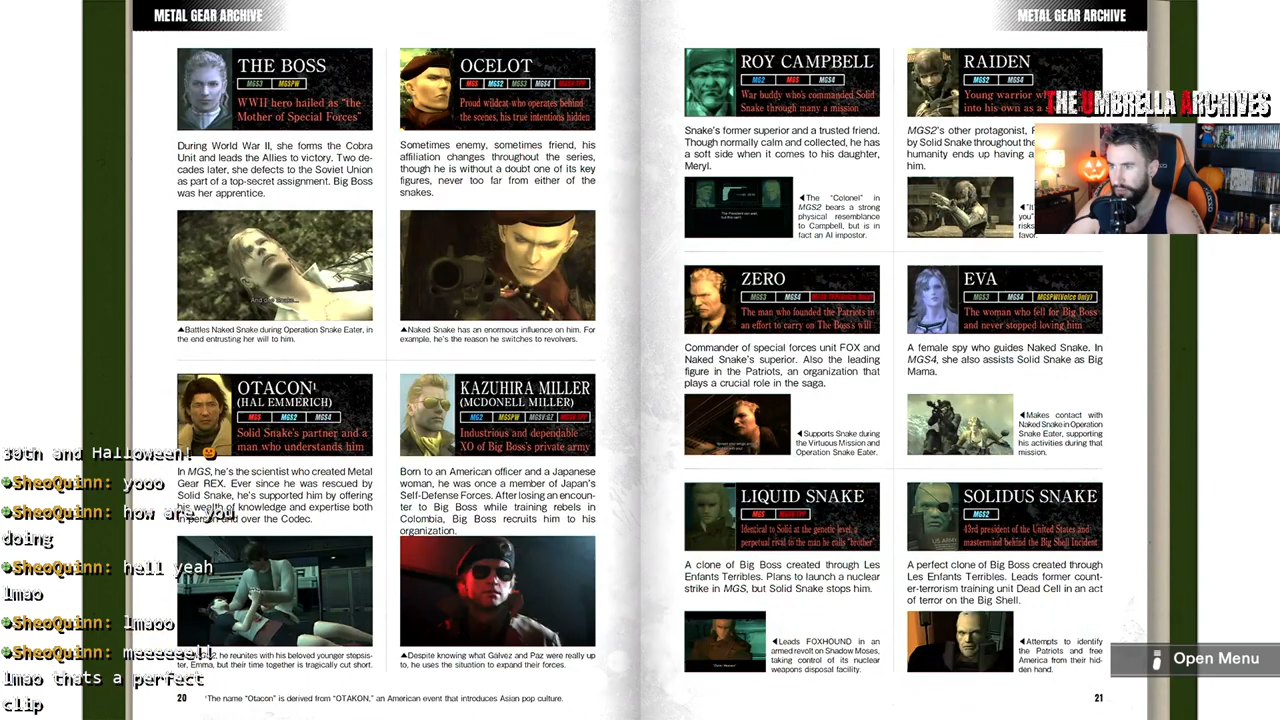 METAL GEAR ARCHIVE
THE BOSS
MGS3 MGSPW
WWII hero hailed as "the
Mother of Special Forces"
During World War II, she forms the Cobra
Unit and leads the Allies to victory. Two de-
cades later, she defects to the Soviet Union
as part of a top-secret assignment. Big Boss
was her apprentice.
▲Battles Naked Snake during Operation Snake Eater, in
the end entrusting her will to him.
OCELOT
MGS MGS2 MGS3 MGS4 MGSV:TPP
Proud wildcat who operates behind
the scenes, his true intentions hidden
Sometimes enemy, sometimes friend, his
affiliation changes throughout the series,
though he is without a doubt one of its key
figures, never too far from either of the
snakes.
▲Naked Snake has an enormous influence on him. For
example, he's the reason he switches to revolvers.
OTACON¹
(HAL EMMERICH)
MGS MGS2 MGS4
Solid Snake's partner and a
man who understands him
In MGS, he's the scientist who created Metal
Gear REX. Ever since he was rescued by
Solid Snake, he's supported him by offering
his wealth of knowledge and expertise both
in person and over the Codec.
2, he reunites with his beloved younger stepsis-
ter, Emma, but their time together is tragically cut short.
KAZUHIRA MILLER
(MCDONELL MILLER)
MG2 MGSPW MGSV:GZ MGSV:TPP
Industrious and dependable
XO of Big Boss's private army
Born to an American officer and a Japanese
woman, he was once a member of Japan's
Self-Defense Forces. After losing an encoun-
ter to Big Boss while training rebels in
Colombia, Big Boss recruits him to his
organization.
▲Despite knowing what Gálvez and Paz were really up
to, he uses the situation to expand their forces.
20
¹The name "Otacon" is derived from "OTAKON," an American event that introduces Asian pop culture.
METAL GEAR ARCHIVE
ROY CAMPBELL
MG2 MGS MGS4
War buddy who's commanded Solid
Snake through many a mission
Snake's former superior and a trusted friend.
Though normally calm and collected, he has
a soft side when it comes to his daughter,
Meryl.
◀The "Colonel" in
MGS2 bears a strong
physical resemblance
to Campbell, but is in
fact an AI impostor.
RAIDEN
MGS2 MGS4
Young warrior w
into his own as a s
MGS2's other protagonist,
by Solid Snake throughout the
humanity ends up having a
him.
◀"It
you"
risks
favor.
ZERO
MGS3 MGS4 MGSV:TPP(Voice Only)
The man who founded the Patriots in
an effort to carry on The Boss's will
Commander of special forces unit FOX and
Naked Snake's superior. Also the leading
figure in the Patriots, an organization that
plays a crucial role in the saga.
◀Supports Snake during
the Virtuous Mission and
Operation Snake Eater.
EVA
MGS3 MGS4 MGSPW(Voice Only)
The woman who fell for Big Boss
and never stopped loving him
A female spy who guides Naked Snake. In
MGS4, she also assists Solid Snake as Big
Mama.
◀Makes contact with
Naked Snake in Operation
Snake Eater, supporting
his activities during that
mission.
LIQUID SNAKE
MGS MGSV:TPP
Identical to Solid at the genetic level, a
perpetual rival to the man he calls "brother"
A clone of Big Boss created through Les
Enfants Terribles. Plans to launch a nuclear
strike in MGS, but Solid Snake stops him.
◀Leads FOXHOUND in an
armed revolt on Shadow Moses,
taking control of its nuclear
weapons disposal facility.
SOLIDUS SNAKE
MGS2
43rd president of the United States and
mastermind behind the Big Shell Incident
A perfect clone of Big Boss created through
Les Enfants Terribles. Leads former count-
er-terrorism training unit Dead Cell in an act
of terror on the Big Shell.
◀Attempts to identify
the Patriots and free
America from their hid-
den hand.
21
THE UMBRELLA ARCHIVES
30th and Halloween!
SheoQuinn: yooo
SheoQuinn: how are you
doing
SheoQuinn: hell yeah
lmao
SheoQuinn: lmaoo
SheoQuinn: meeeeee!!
lmao thats a perfect
clip
Open Menu